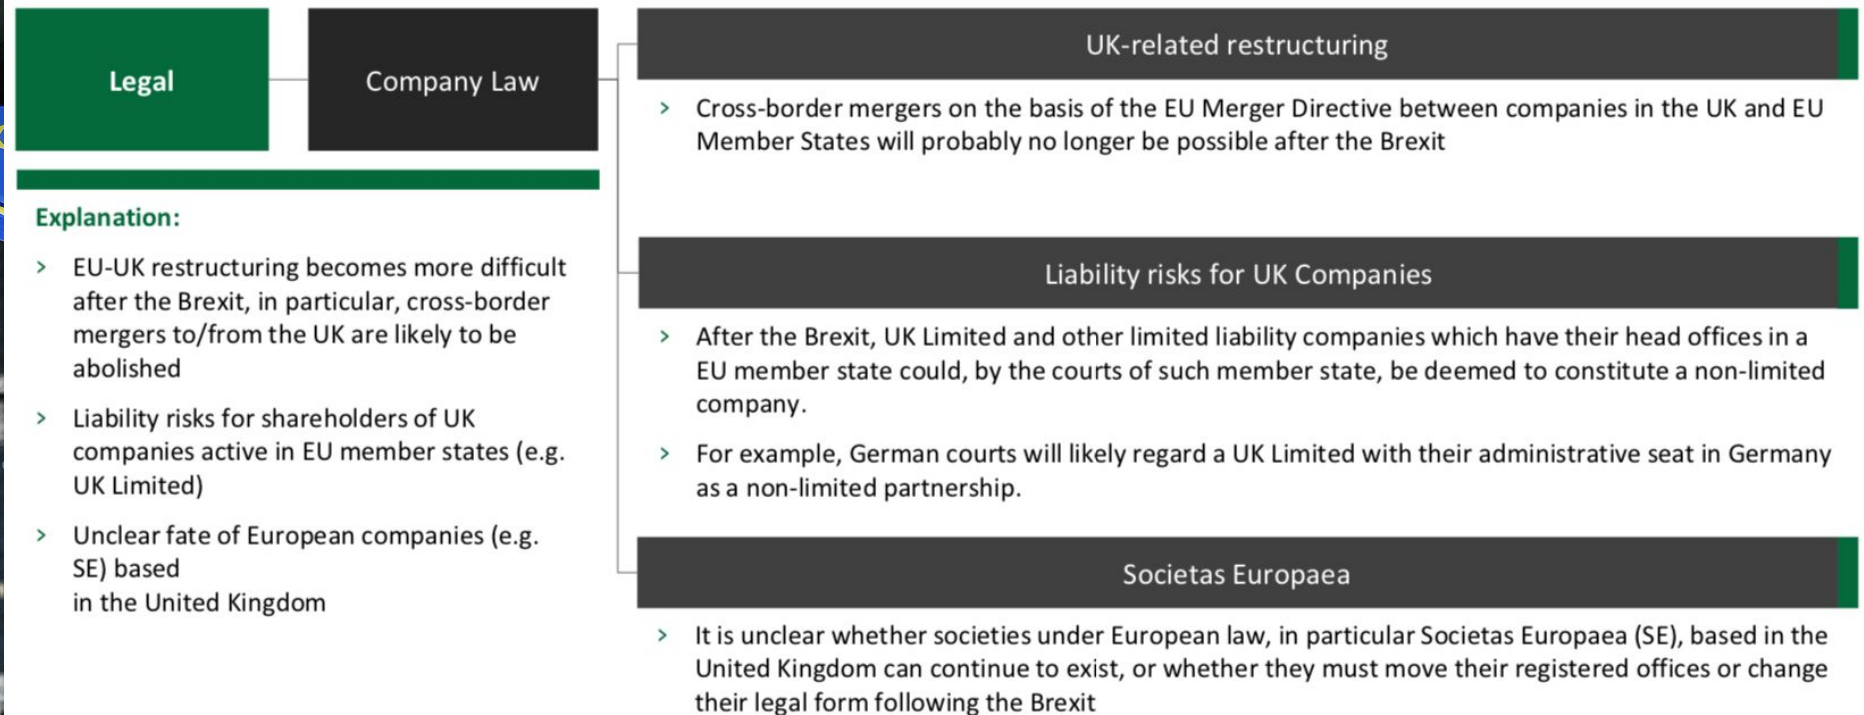 Legal
Company Law
Explanation:
> EU-UK restructuring becomes more difficult
after the Brexit, in particular, cross-border
mergers to/from the UK are likely to be
abolished
> Liability risks for shareholders of UK
companies active in EU member states (e.g.
UK Limited)
> Unclear fate of European companies (e.g.
SE) based
in the United Kingdom
UK-related restructuring
> Cross-border mergers on the basis of the EU Merger Directive between companies in the UK and EU
Member States will probably no longer be possible after the Brexit
Liability risks for UK Companies
> After the Brexit, UK Limited and other limited liability companies which have their head offices in a
EU member state could, by the courts of such member state, be deemed to constitute a non-limited
company.
> For example, German courts will likely regard a UK Limited with their administrative seat in Germany
as a non-limited partnership.
Societas Europaea
> It is unclear whether societies under European law, in particular Societas Europaea (SE), based in the
United Kingdom can continue to exist, or whether they must move their registered offices or change
their legal form following the Brexit